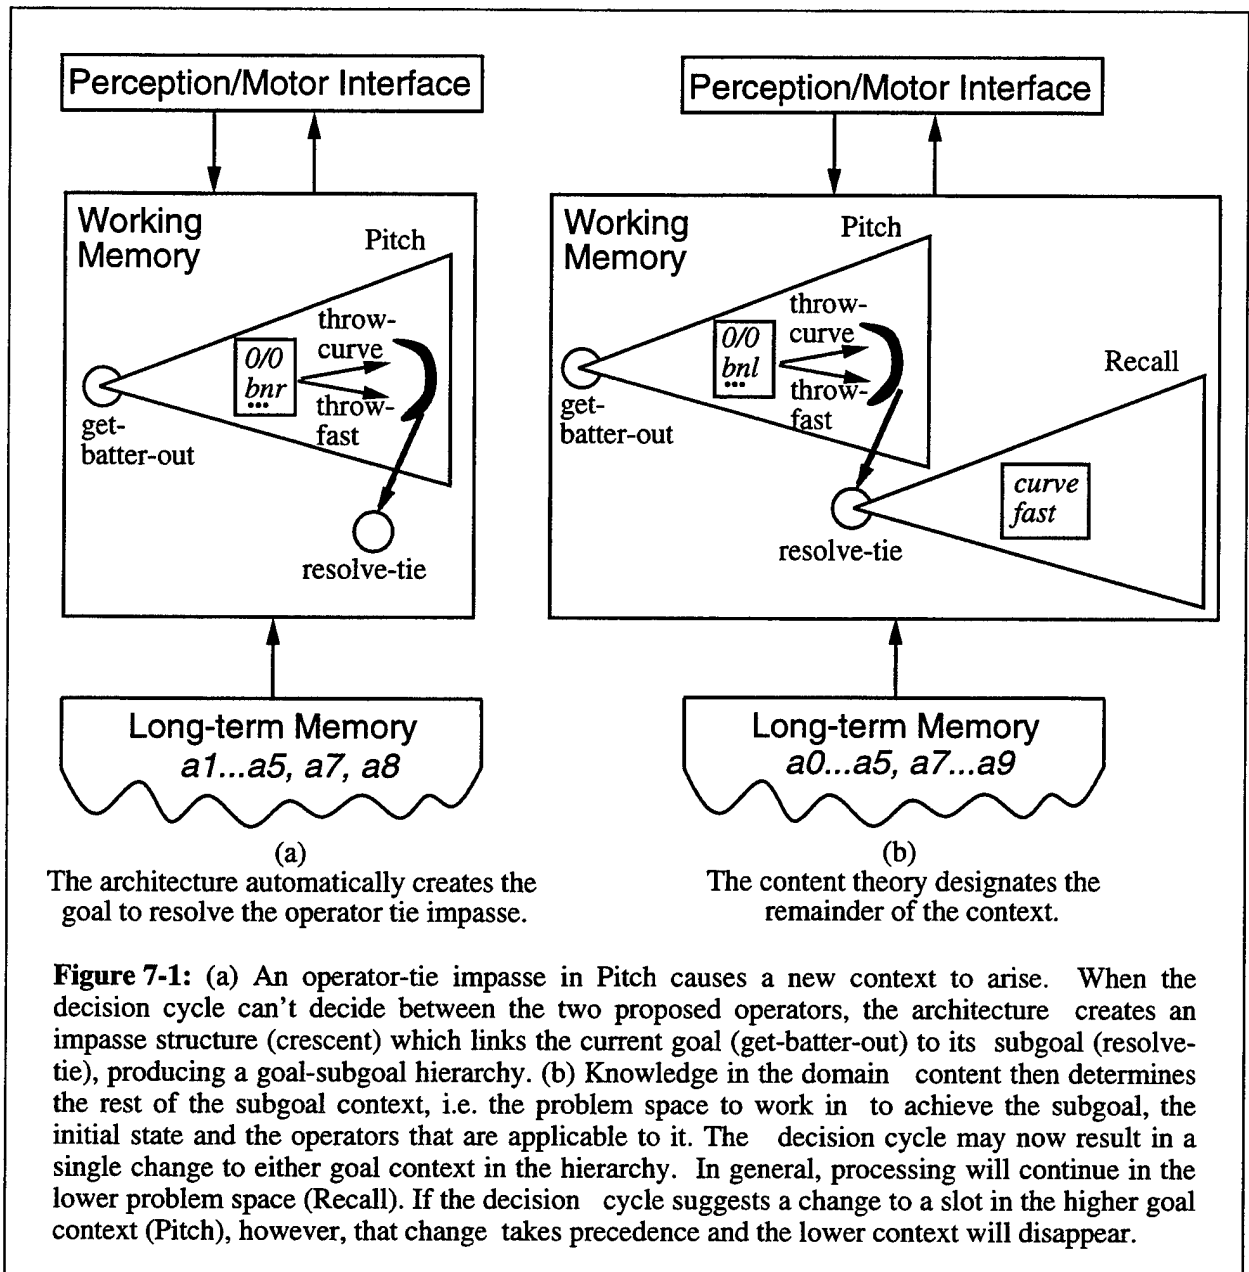 Perception/Motor Interface
Working
Memory
Pitch
throw-
curve
0/0
bnr
•••
throw-
fast
get-
batter-out
resolve-tie
Long-term Memory
a1...a5, a7, a8
(a)
The architecture automatically creates the
goal to resolve the operator tie impasse.
Perception/Motor Interface
Working
Memory
Pitch
throw-
curve
0/0
bnl
•••
throw-
fast
get-
batter-out
Recall
curve
fast
resolve-tie
Long-term Memory
a0...a5, a7...a9
(b)
The content theory designates the
remainder of the context.
Figure 7-1: (a) An operator-tie impasse in Pitch causes a new context to arise. When the
decision cycle can't decide between the two proposed operators, the architecture creates an
impasse structure (crescent) which links the current goal (get-batter-out) to its subgoal (resolve-
tie), producing a goal-subgoal hierarchy. (b) Knowledge in the domain content then determines
the rest of the subgoal context, i.e. the problem space to work in to achieve the subgoal, the
initial state and the operators that are applicable to it. The decision cycle may now result in a
single change to either goal context in the hierarchy. In general, processing will continue in the
lower problem space (Recall). If the decision cycle suggests a change to a slot in the higher goal
context (Pitch), however, that change takes precedence and the lower context will disappear.